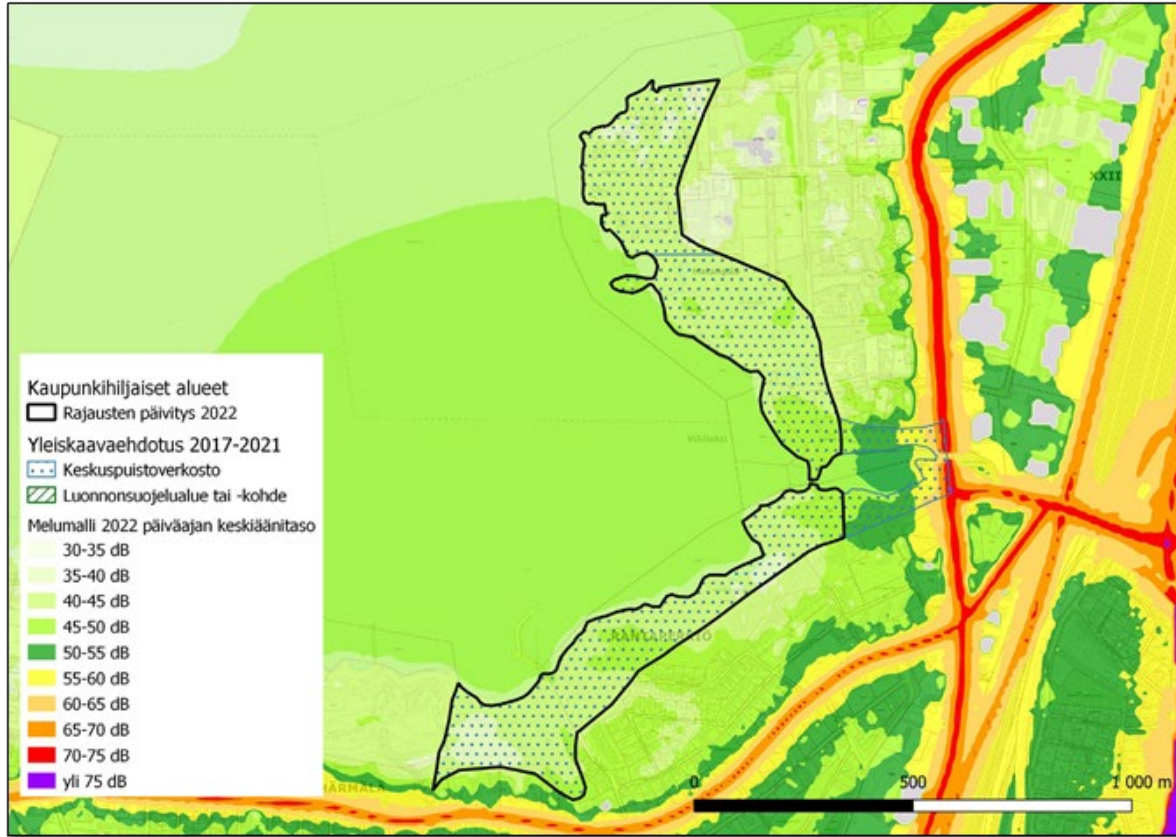 XXII
Kaupunkihiljaiset alueet
Rajausten päivitys 2022
Yleiskaavaehdotus 2017-2021
Keskuspuistoverkosto
Luonnonsuojelualue tai -kohde
Melumalli 2022 päiväajan keskiäänitaso
30-35 dB
35-40 dB
40-45 dB
45-50 dB
50-55 dB
55-60 dB
60-65 dB
65-70 dB
70-75 dB
yli 75 dB
RANTAPERKIÖ
HÄRMÄLÄ
0 500 1 000 m